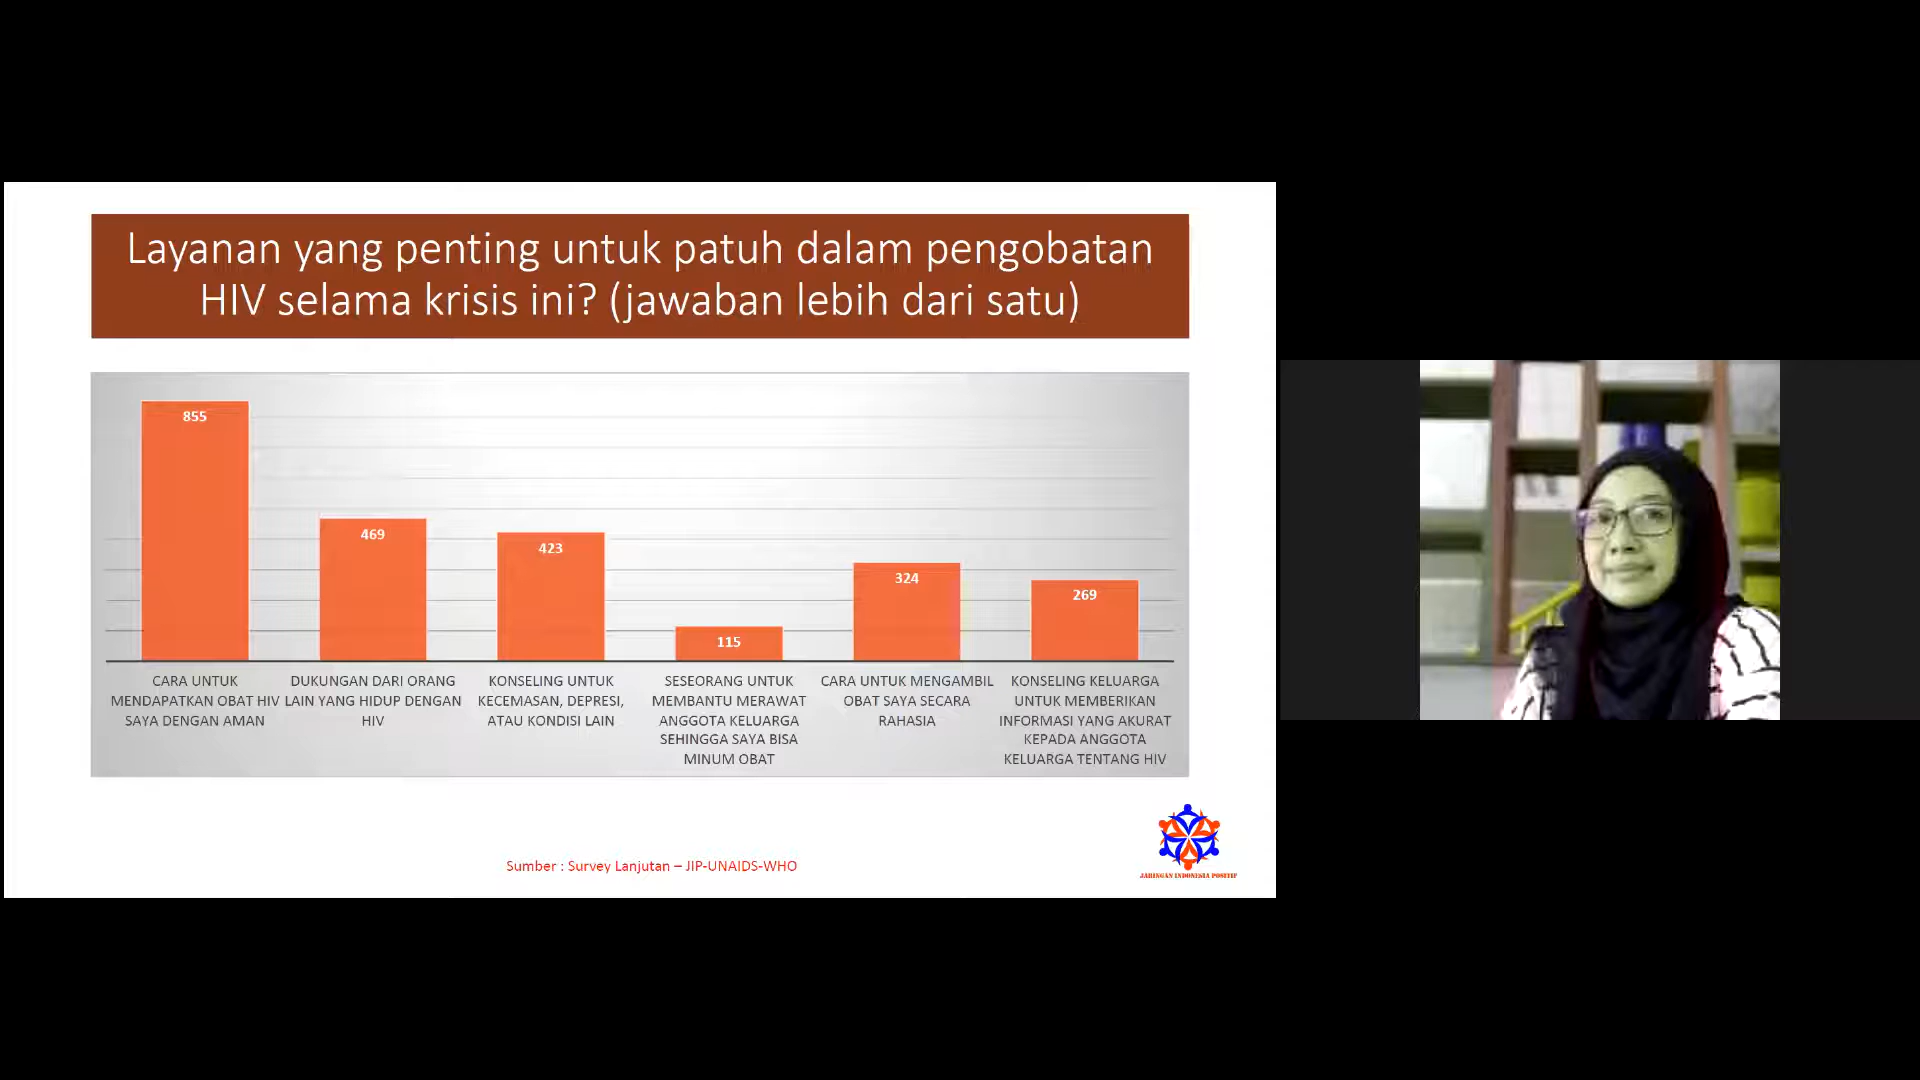 Layanan yang penting untuk patuh dalam pengobatan
HIV selama krisis ini? (jawaban lebih dari satu)
855
469
423
115
324
269
CARA UNTUK
MENDAPATKAN OBAT HIV
SAYA DENGAN AMAN
DUKUNGAN DARI ORANG
LAIN YANG HIDUP DENGAN
HIV
KONSELING UNTUK
KECEMASAN, DEPRESI,
ATAU KONDISI LAIN
SESEORANG UNTUK
MEMBANTU MERAWAT
ANGGOTA KELUARGA
SEHINGGA SAYA BISA
MINUM OBAT
CARA UNTUK MENGAMBIL
OBAT SAYA SECARA
RAHASIA
KONSELING KELUARGA
UNTUK MEMBERIKAN
INFORMASI YANG AKURAT
KEPADA ANGGOTA
KELUARGA TENTANG HIV
Sumber : Survey Lanjutan – JIP-UNAIDS-WHO
JARINGAN INDONESIA POSITIF